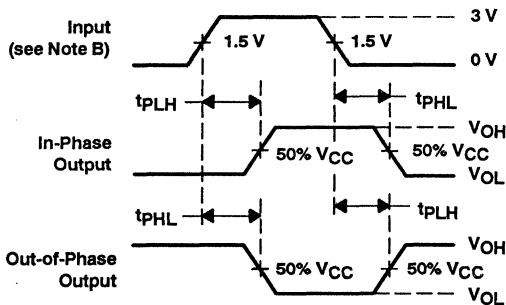 Input
(see Note B)
1.5 V
1.5 V
3 V
0 V
tPLH
tPHL
In-Phase
Output
50% VCC
50% VCC
VOH
VOL
tPHL
tPLH
Out-of-Phase
Output
50% VCC
50% VCC
VOH
VOL